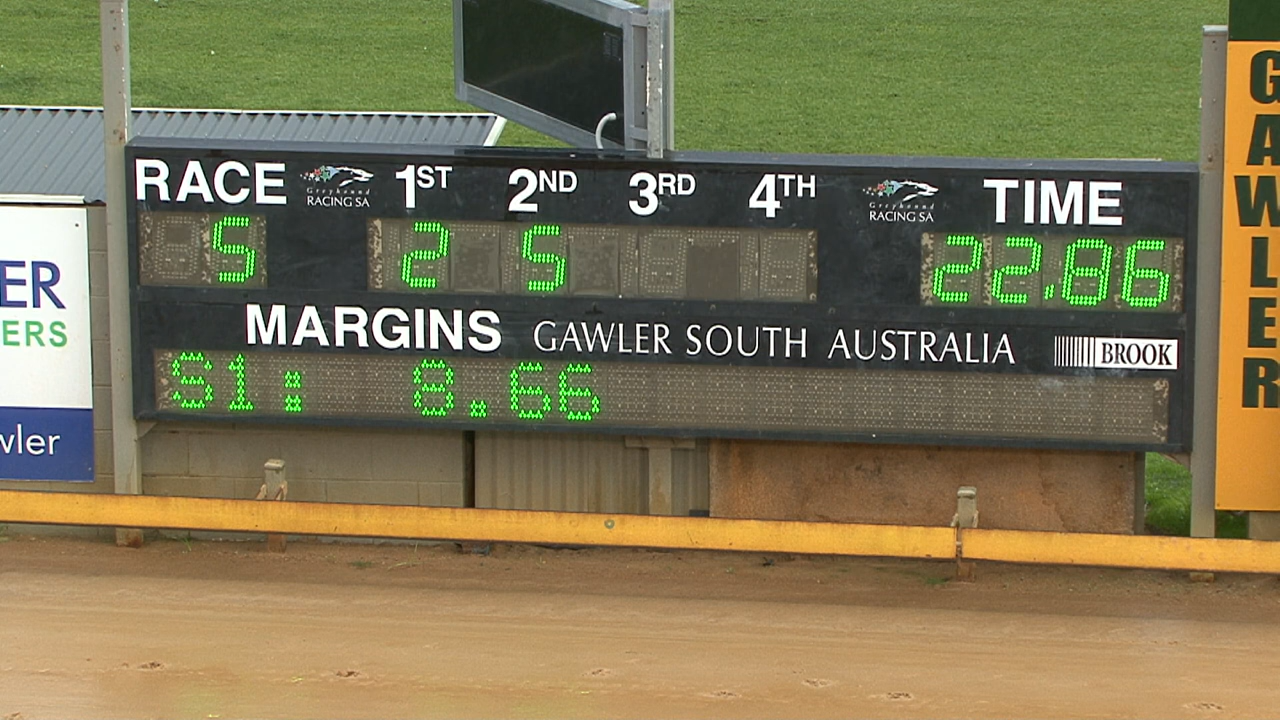 RACE Greyhound RACING SA 1ST 2ND 3RD 4TH Greyhound RACING SA TIME
5 2 5 22.86
MARGINS GAWLER SOUTH AUSTRALIA BROOK
S1: 8.66
ER
ERS
wler
GAWLER